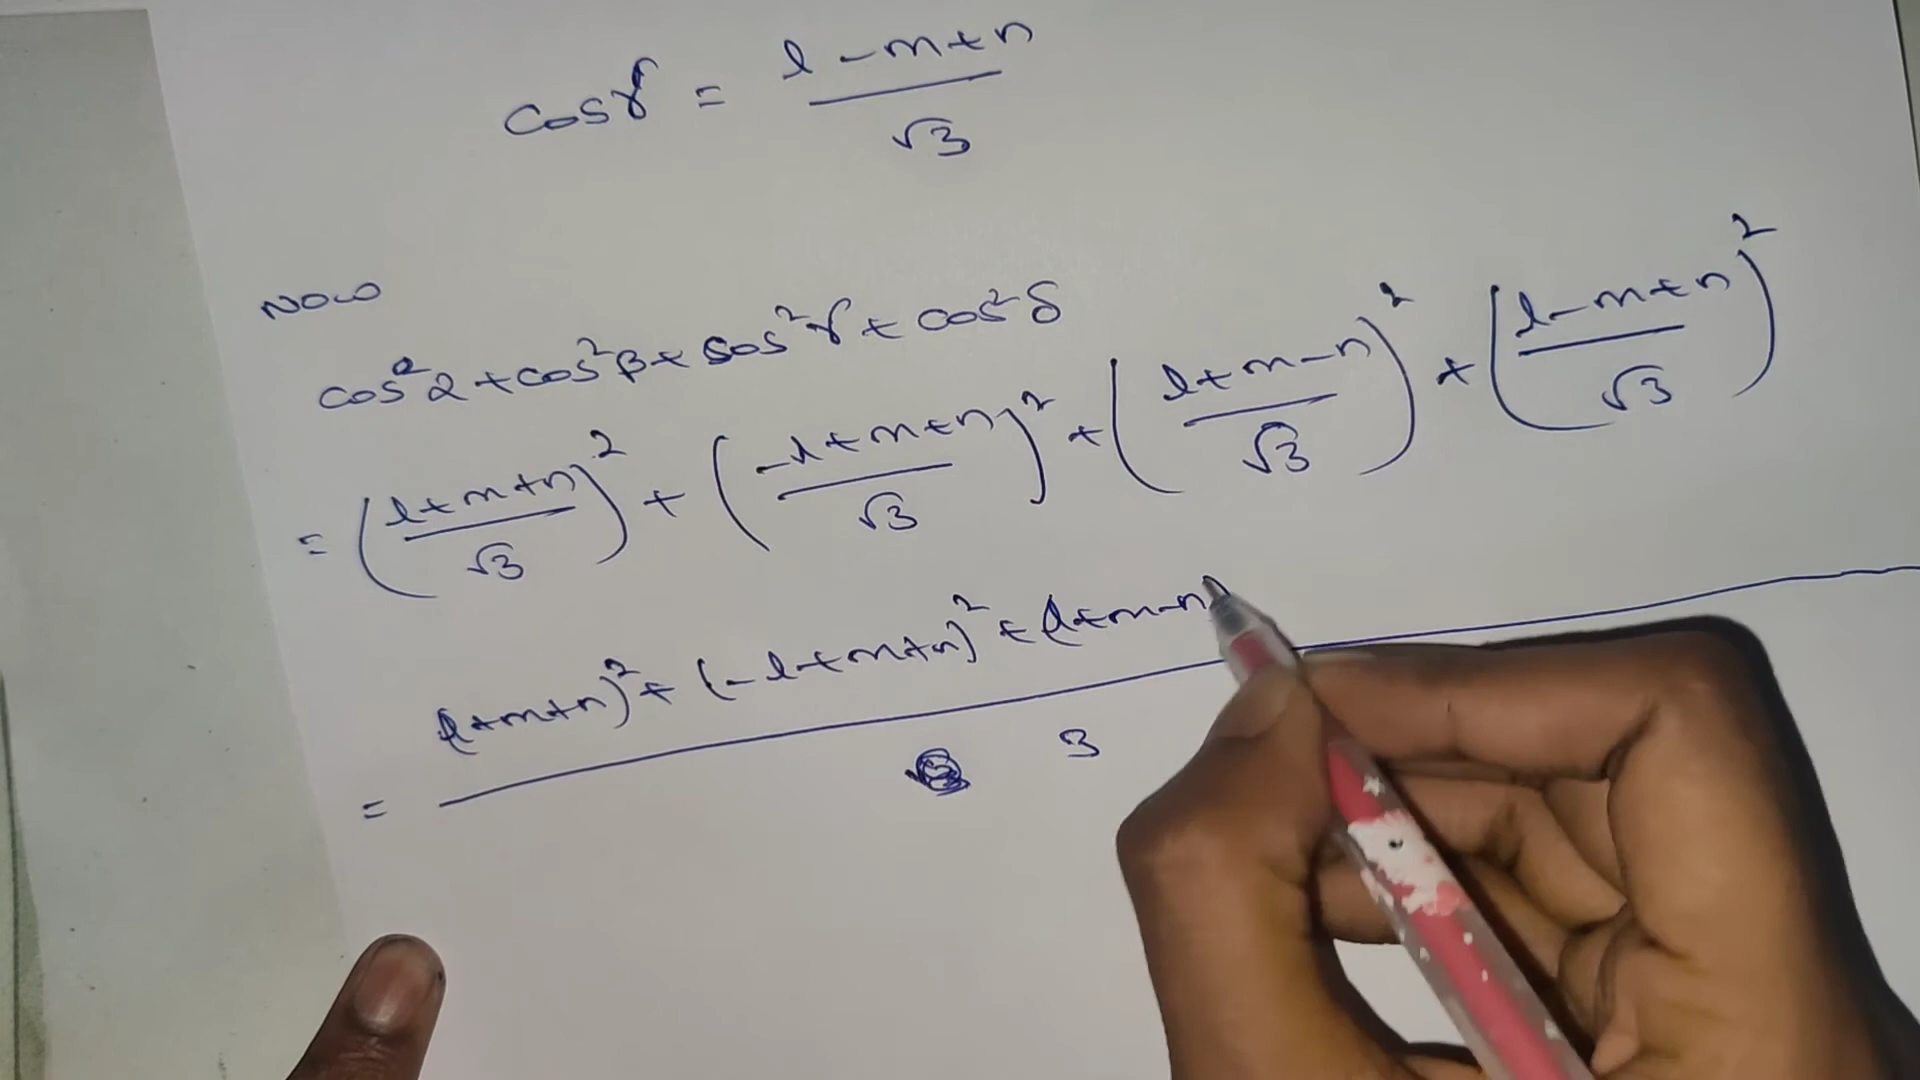 cosγ = l-m+n/√3
NOW
cos²α+cos²β+cos²γ+cos²δ
= (l+m+n/√3)² + (-l+m+n/√3)² + (l+m-n/√3)² + (l-m+n/√3)²
= (l+m+n)²+(-l+m+n)²+(l+m-n) / 3